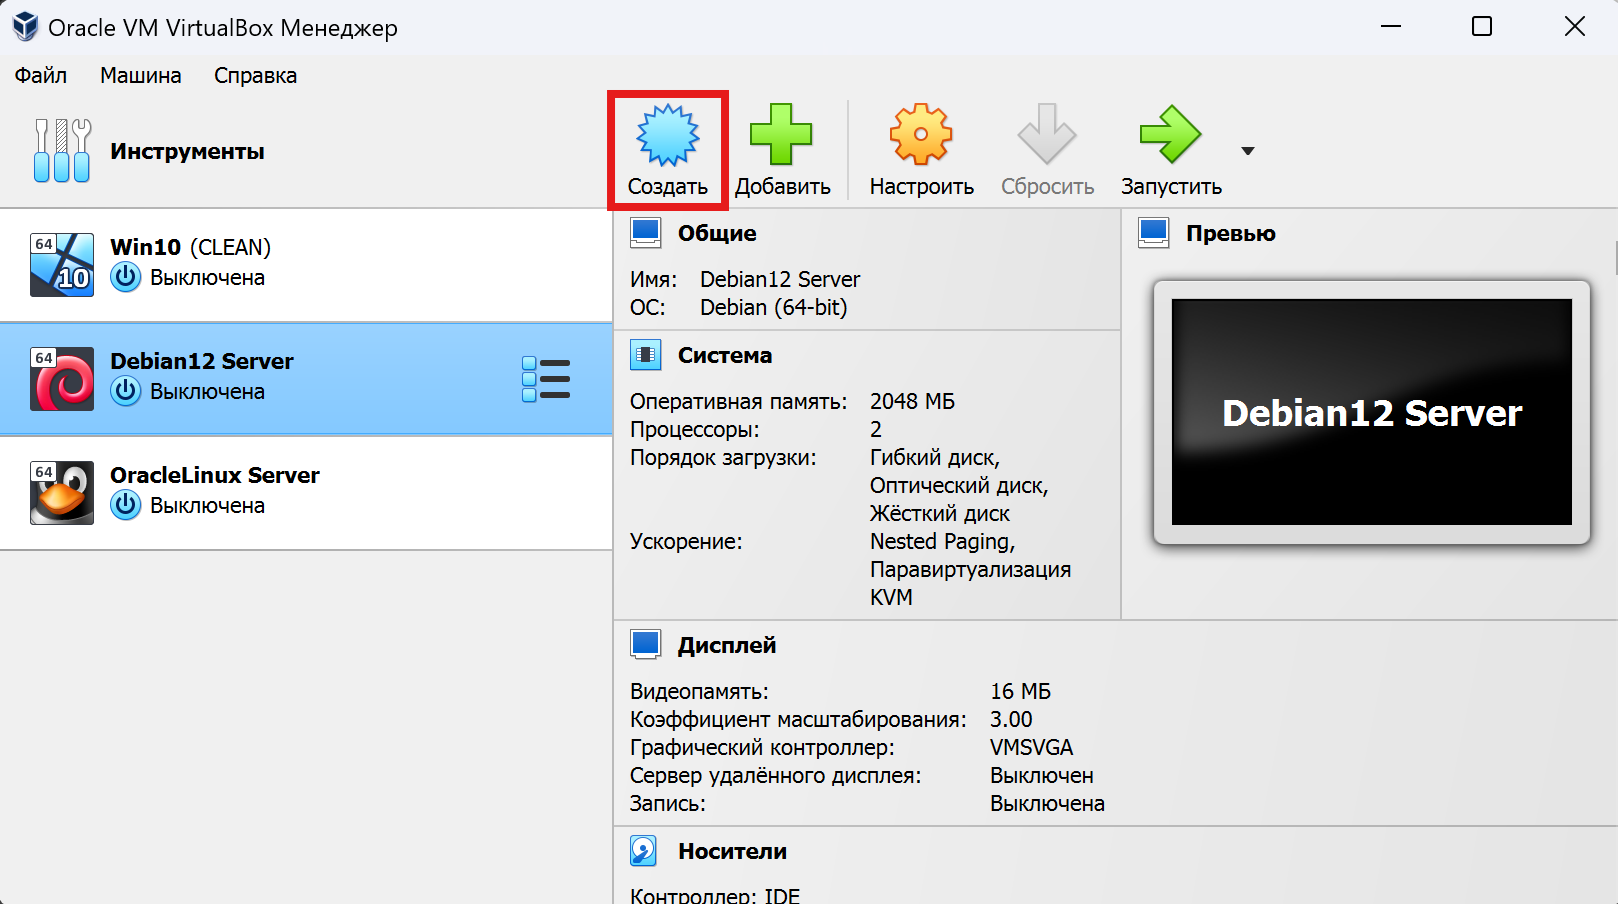 Oracle VM VirtualBox Менеджер
Файл Машина Справка
Инструменты
Создать Добавить Настроить Сбросить Запустить
64
10
Win10 (CLEAN)
Выключена
64
Debian12 Server
Выключена
64
OracleLinux Server
Выключена
Общие
Имя: Debian12 Server
ОС: Debian (64-bit)
Система
Оперативная память: 2048 МБ
Процессоры: 2
Порядок загрузки: Гибкий диск,
Оптический диск,
Жёсткий диск
Ускорение: Nested Paging,
Паравиртуализация
KVM
Превью
Debian12 Server
Дисплей
Видеопамять: 16 МБ
Коэффициент масштабирования: 3.00
Графический контроллер: VMSVGA
Сервер удалённого дисплея: Выключен
Запись: Выключена
Носители
Контроллер: IDE